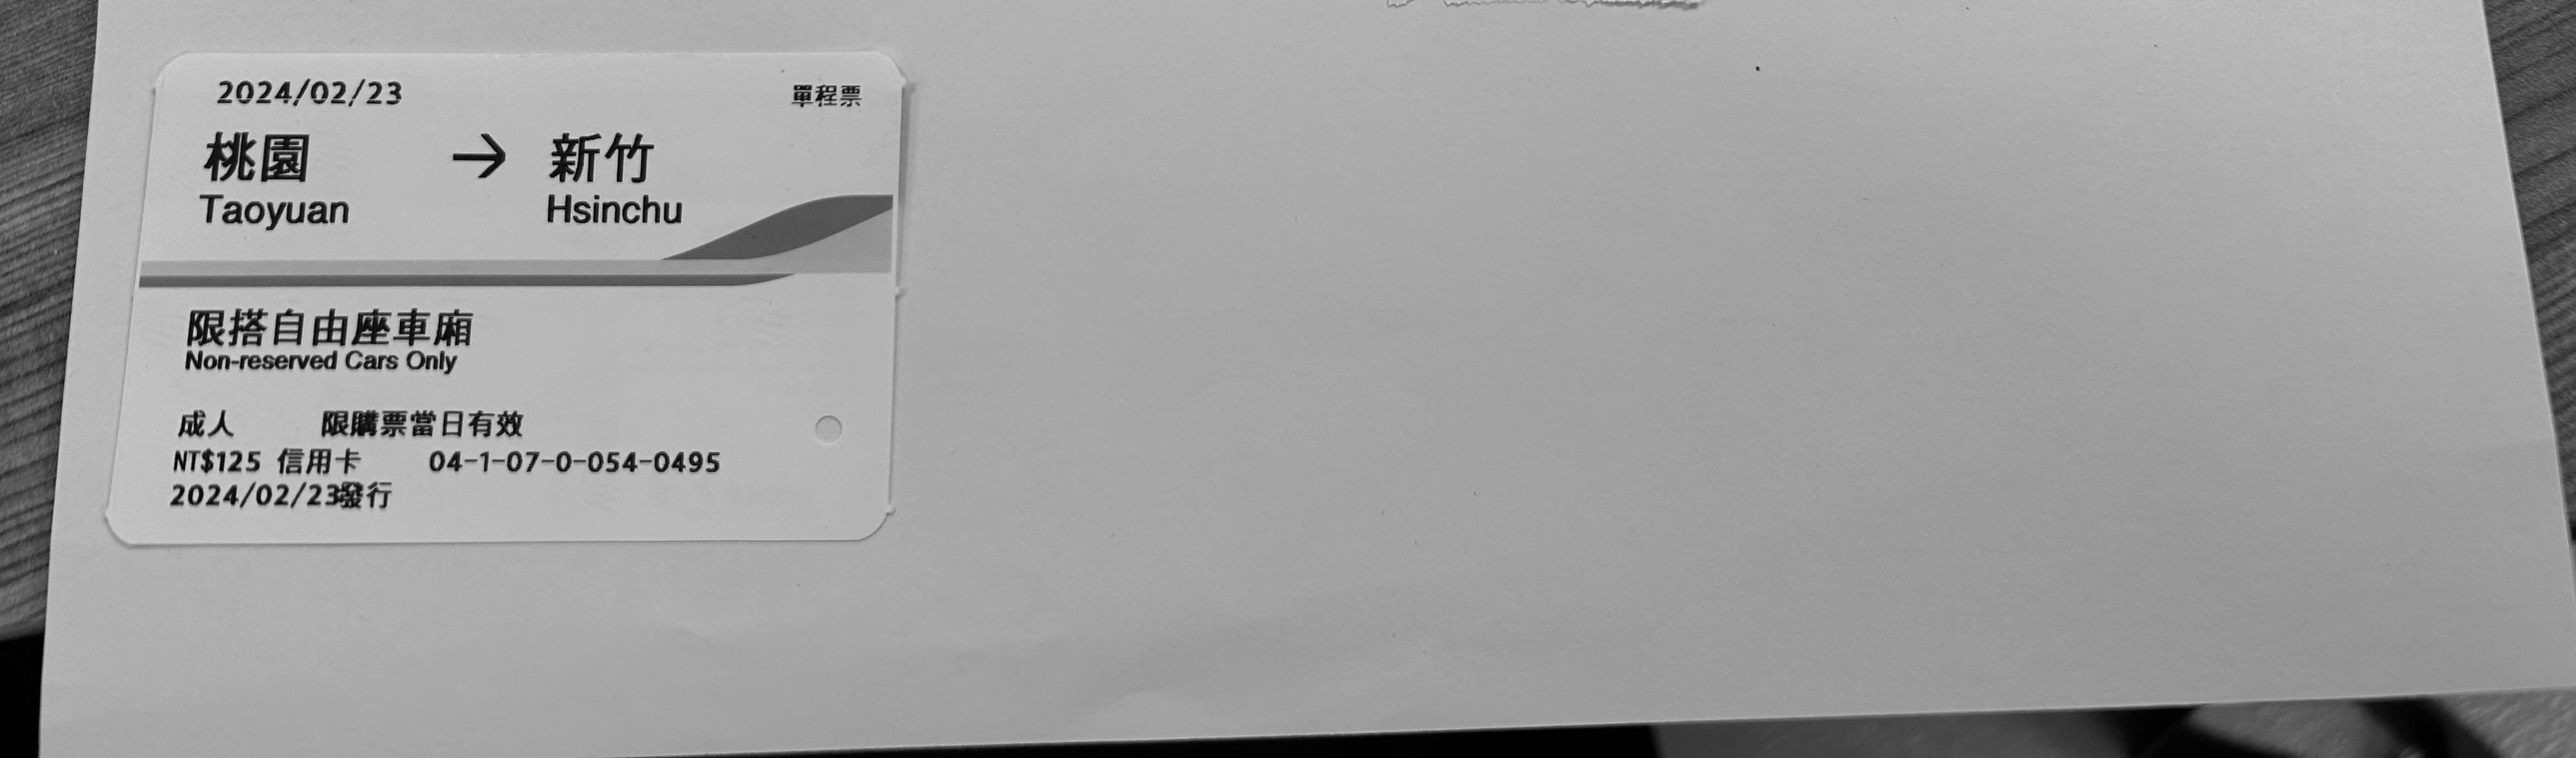 2024/02/23 單程票
桃園 → 新竹
Taoyuan Hsinchu
限搭自由座車廂
Non-reserved Cars Only
成人 限購票當日有效
NT$125 信用卡 04-1-07-0-054-0495
2024/02/23發行